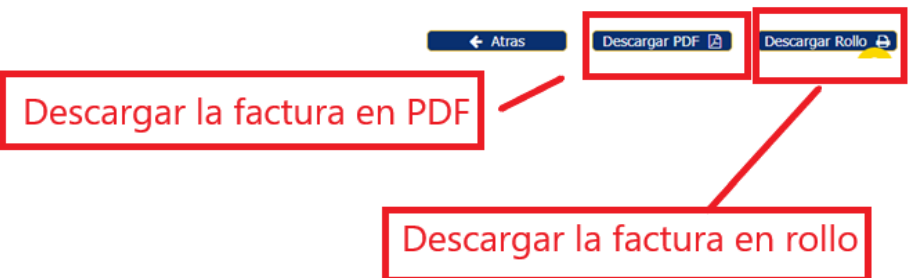 Atras
Descargar PDF
Descargar Rollo
Descargar la factura en PDF
Descargar la factura en rollo